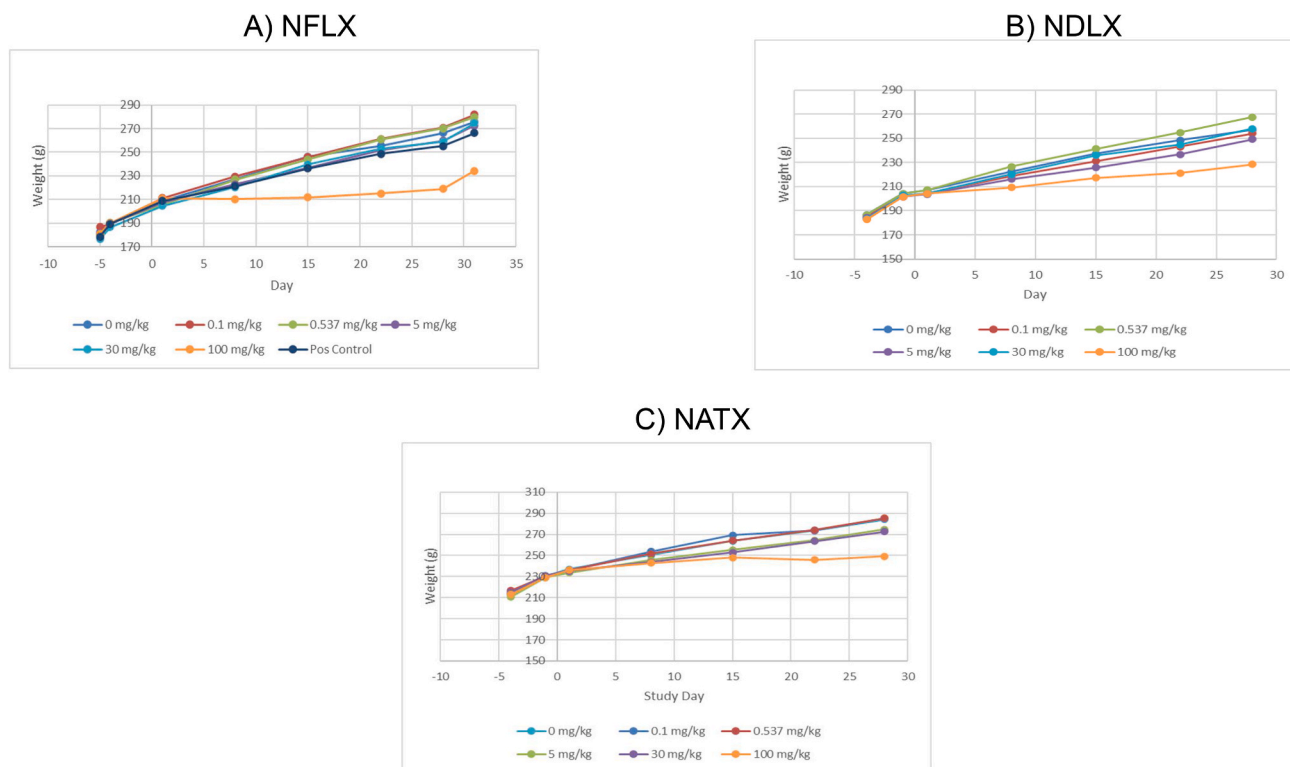 A) NFLX
290
270
250
230
210
190
170
Weight (g)
-10 -5 0 5 10 15 20 25 30 35
Day
0 mg/kg 0.1 mg/kg 0.537 mg/kg 5 mg/kg
30 mg/kg 100 mg/kg Pos Control
B) NDLX
270
250
230
210
190
170
150
Weight (g)
-10 -5 0 5 10 15 20 25 30
Day
0 mg/kg 0.1 mg/kg 0.537 mg/kg
5 mg/kg 30 mg/kg 100 mg/kg
C) NATX
310
290
270
250
230
210
190
170
150
Weight (g)
-10 -5 0 5 10 15 20 25 30
Study Day
0 mg/kg 0.1 mg/kg 0.537 mg/kg
5 mg/kg 30 mg/kg 100 mg/kg